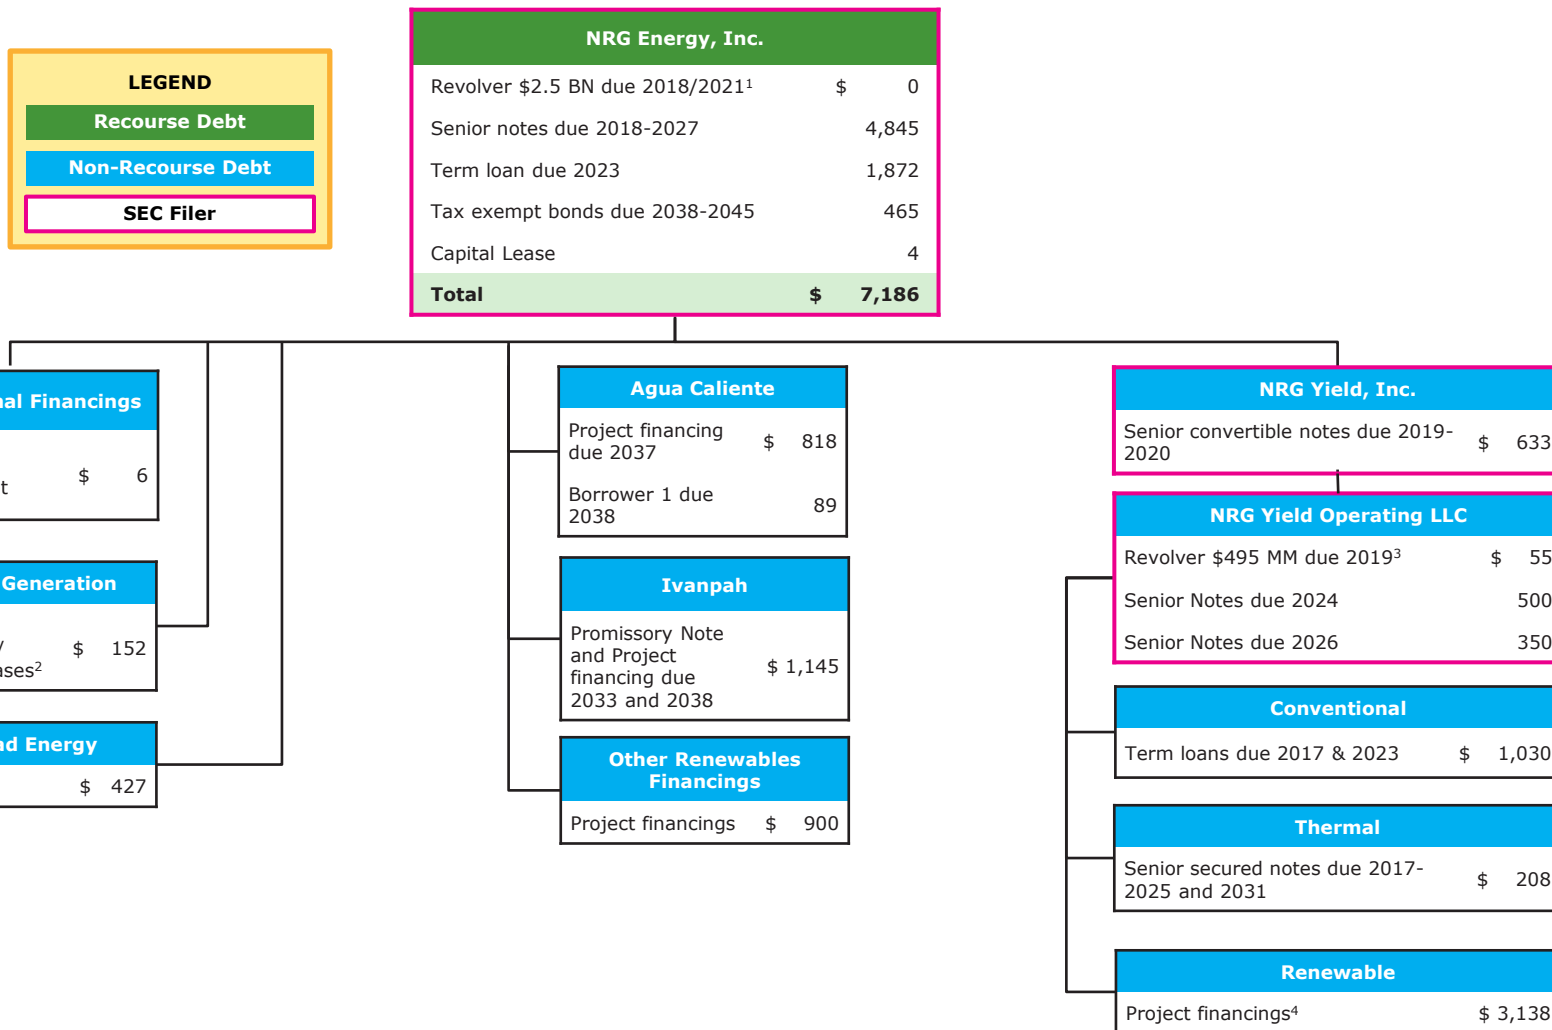 LEGEND
Recourse Debt
Non-Recourse Debt
SEC Filer
NRG Energy, Inc.
Revolver $2.5 BN due 2018/2021¹ $ 0
Senior notes due 2018-2027 4,845
Term loan due 2023 1,872
Tax exempt bonds due 2038-2045 465
Capital Lease 4
Total $ 7,186
Financings
$ 6
Generation
$ 152
$ 427
Energy
Agua Caliente
Project financing
due 2037 $ 818
Borrower 1 due
2038 89
Ivanpah
Promissory Note
and Project
financing due
2033 and 2038 $ 1,145
Other Renewables
Financings
Project financings $ 900
NRG Yield, Inc.
Senior convertible notes due 2019-
2020 $ 633
NRG Yield Operating LLC
Revolver $495 MM due 2019³ $ 55
Senior Notes due 2024 500
Senior Notes due 2026 350
Conventional
Term loans due 2017 & 2023 $ 1,030
Thermal
Senior secured notes due 2017-
2025 and 2031 $ 208
Renewable
Project financings⁴ $ 3,138